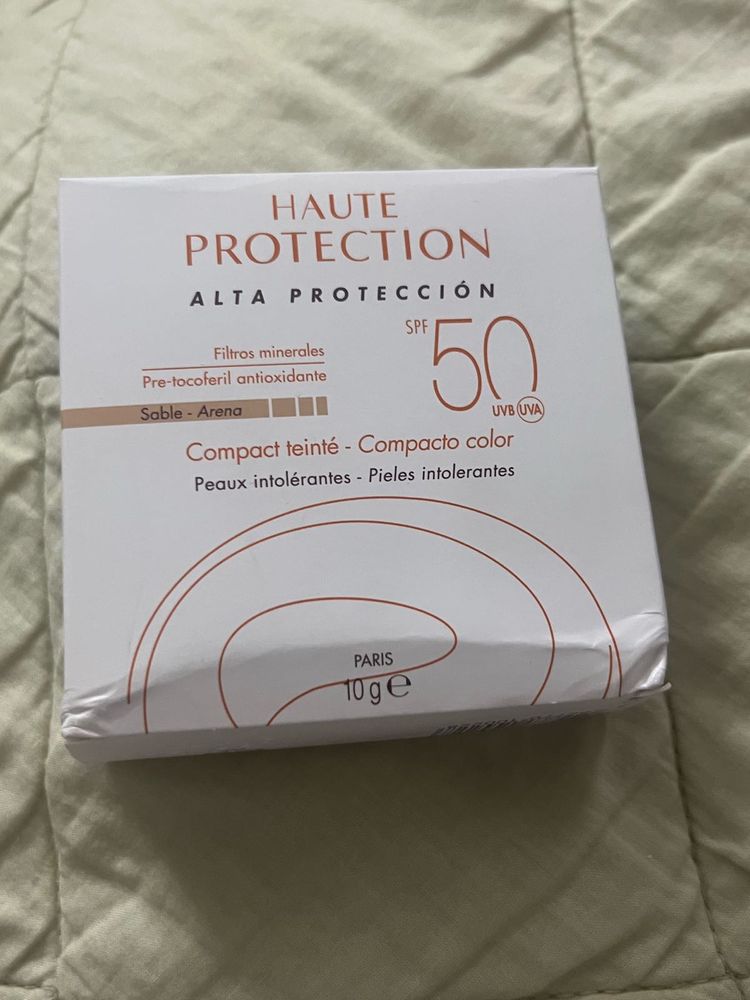 HAUTE
PROTECTION
ALTA PROTECCIÓN
SPF 50
UVB UVA
Filtros minerales
Pre-tocoferil antioxidante
Sable - Arena
Compact teinté - Compacto color
Peaux intolérantes - Pieles intolerantes
PARIS
10 g e